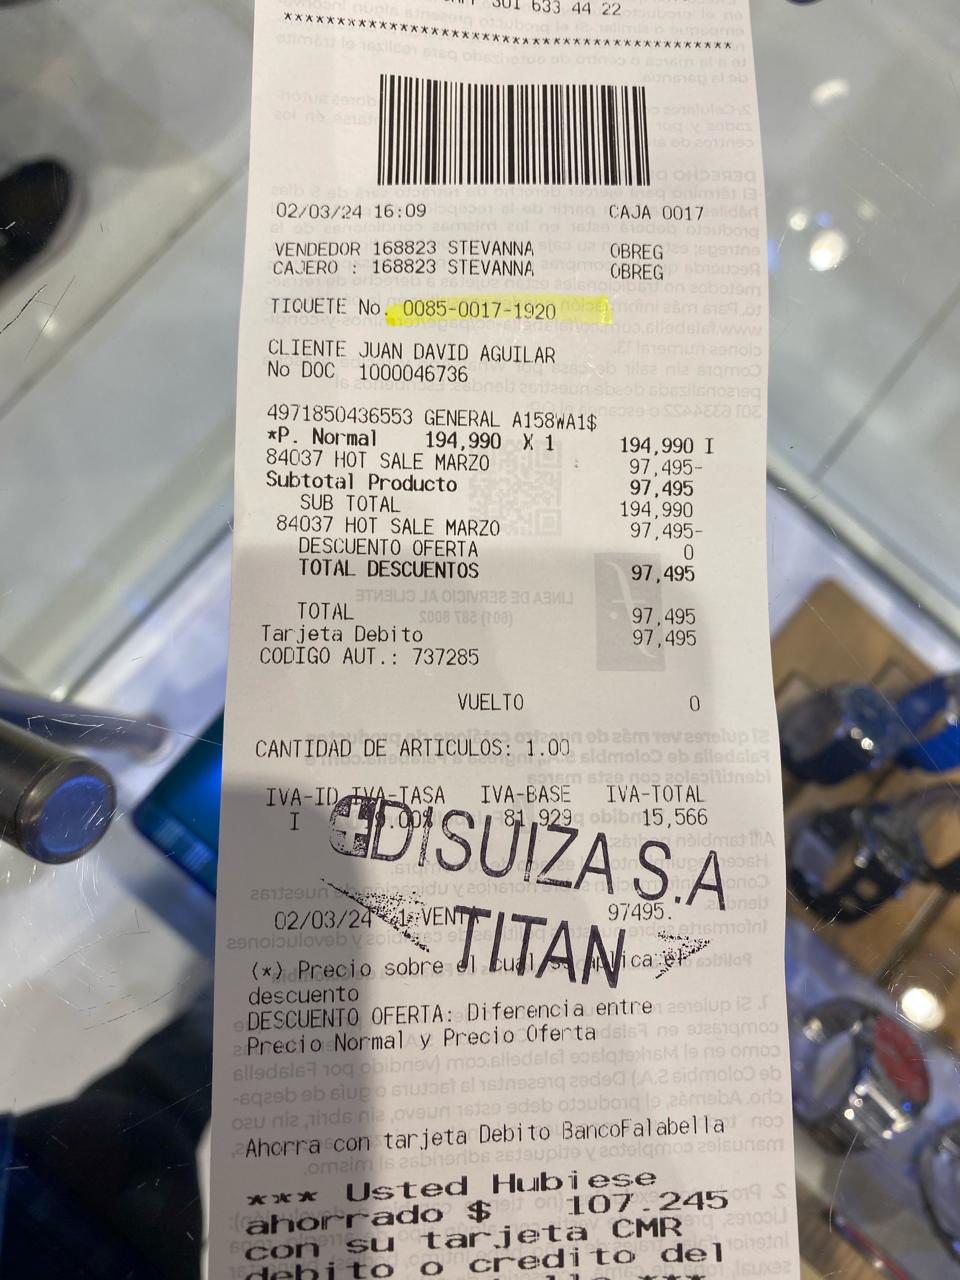 301 633 44 22
*************************************************
02/03/24 16:09 CAJA 0017
VENDEDOR 168823 STEVANNA OBREG
CAJERO : 168823 STEVANNA OBREG
TIQUETE No. 0085-0017-1920
CLIENTE JUAN DAVID AGUILAR
No DOC 1000046736
4971850436553 GENERAL A158WA1$
*P. Normal 194,990 X 1 194,990 I
84037 HOT SALE MARZO 97,495-
Subtotal Producto 97,495
SUB TOTAL 194,990
84037 HOT SALE MARZO 97,495-
DESCUENTO OFERTA 0
TOTAL DESCUENTOS 97,495
TOTAL 97,495
Tarjeta Debito 97,495
CODIGO AUT.: 737285
VUELTO 0
CANTIDAD DE ARTICULOS: 1.00
IVA-ID IVA-TASA IVA-BASE IVA-TOTAL
I 81,929 15,566
DISUIZA S.A
02/03/24 1 VENT 97495.
TITAN
(*) Precio sobre el cual se aplica el
descuento
DESCUENTO OFERTA: Diferencia entre
Precio Normal y Precio Oferta
Ahorra con tarjeta Debito BancoFalabella
*** Usted Hubiese
ahorrado $ 107.245
con su tarjeta CMR
debito o credito del